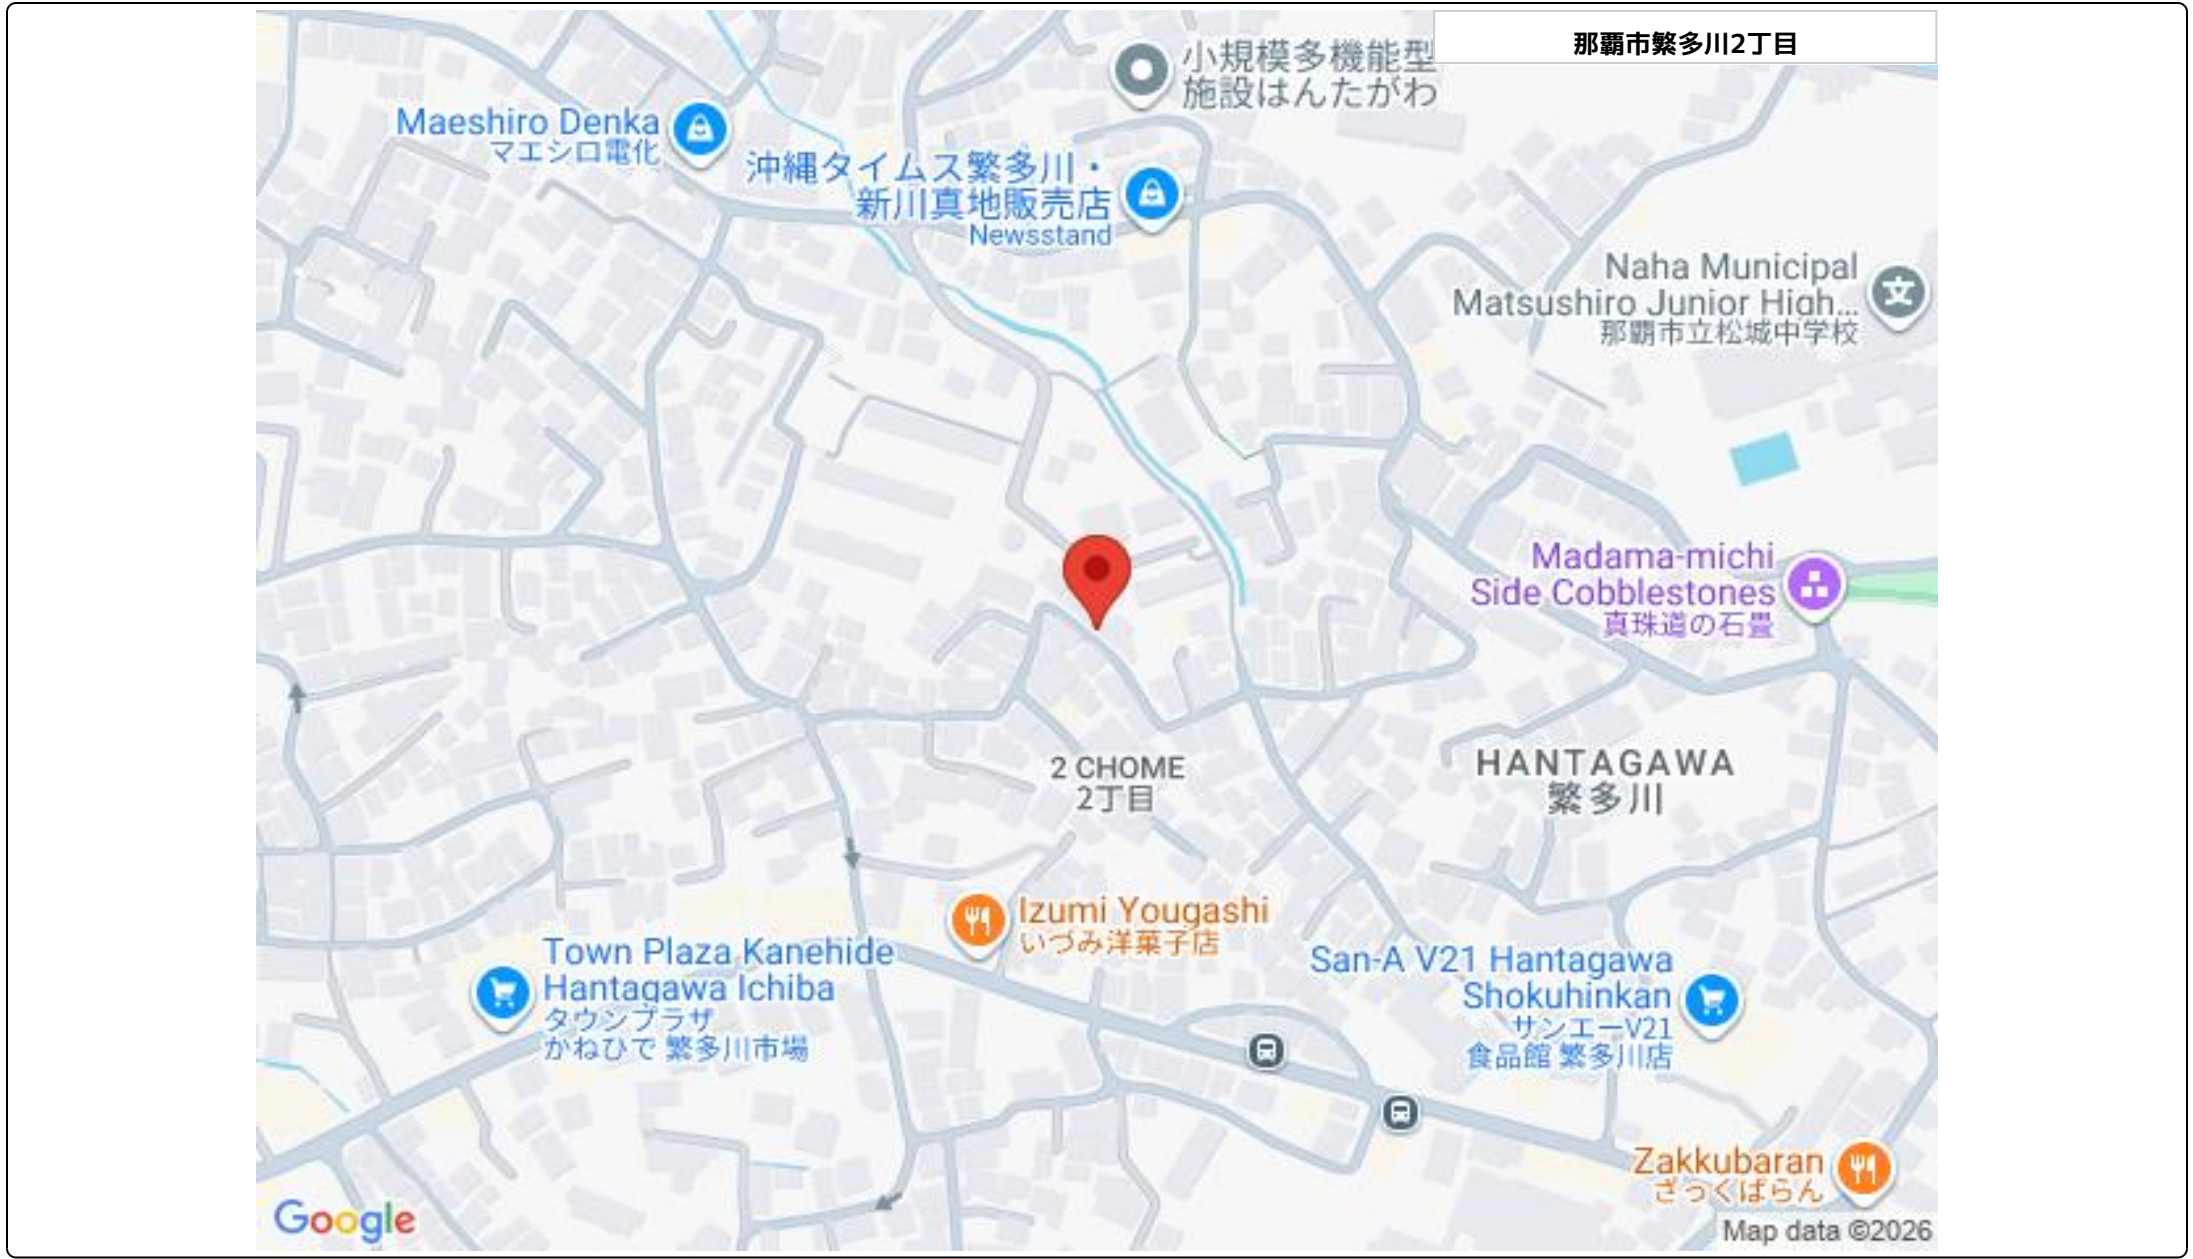 那覇市繁多川2丁目
小規模多機能型
施設はんたがわ
Maeshiro Denka
マエシロ電化
沖縄タイムス繁多川・
新川真地販売店
Newsstand
Naha Municipal
Matsushiro Junior High...
那覇市立松城中学校
Madama-michi
Side Cobblestones
真珠道の石畳
2 CHOME
2丁目
HANTAGAWA
繁多川
Izumi Yougashi
いづみ洋菓子店
Town Plaza Kanehide
Hantagawa Ichiba
タウンプラザ
かねひで 繁多川市場
San-A V21 Hantagawa
Shokuhinkan
サンエーV21
食品館 繁多川店
Zakkubaran
ざっくばらん
Google
Map data ©2026
文